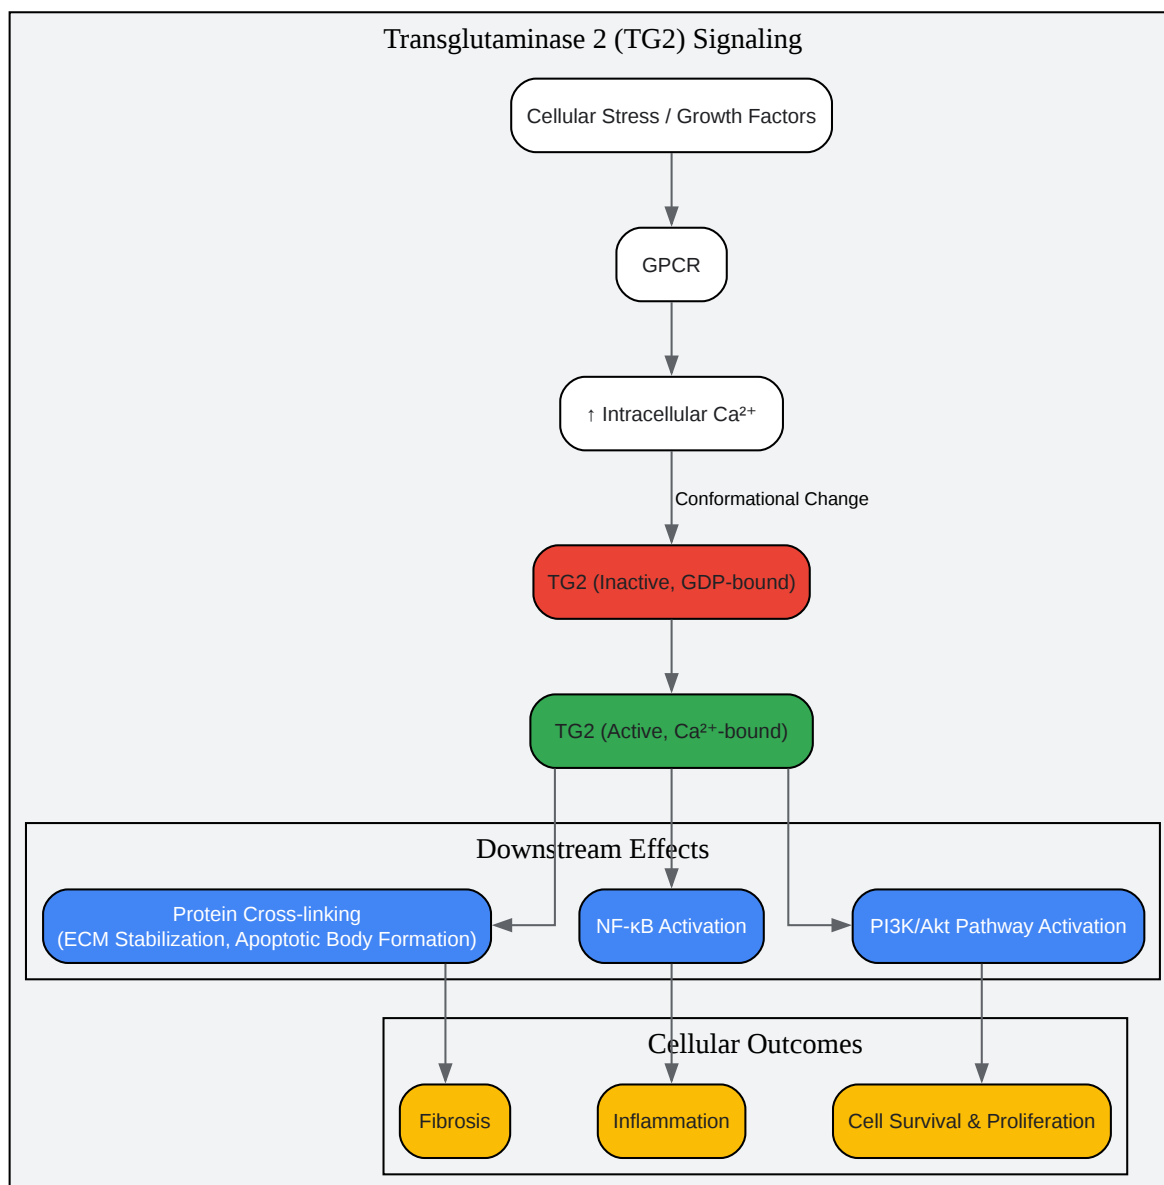 Transglutaminase 2 (TG2) Signaling
Cellular Stress / Growth Factors
GPCR
↑ Intracellular Ca²⁺
Conformational Change
TG2 (Inactive, GDP-bound)
TG2 (Active, Ca²⁺-bound)
Downstream Effects
Protein Cross-linking
(ECM Stabilization, Apoptotic Body Formation)
NF-κB Activation
PI3K/Akt Pathway Activation
Cellular Outcomes
Fibrosis
Inflammation
Cell Survival & Proliferation